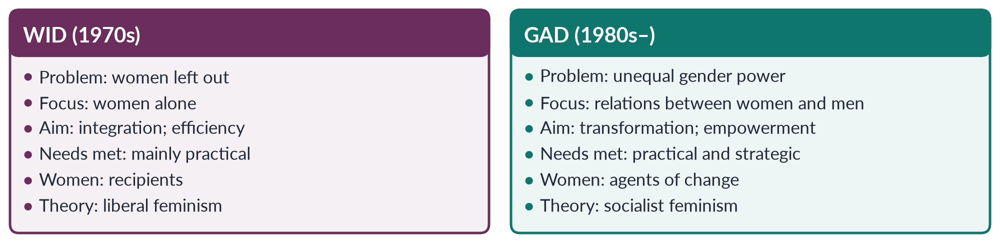 WID (1970s)
• Problem: women left out
• Focus: women alone
• Aim: integration; efficiency
• Needs met: mainly practical
• Women: recipients
• Theory: liberal feminism
GAD (1980s–)
• Problem: unequal gender power
• Focus: relations between women and men
• Aim: transformation; empowerment
• Needs met: practical and strategic
• Women: agents of change
• Theory: socialist feminism